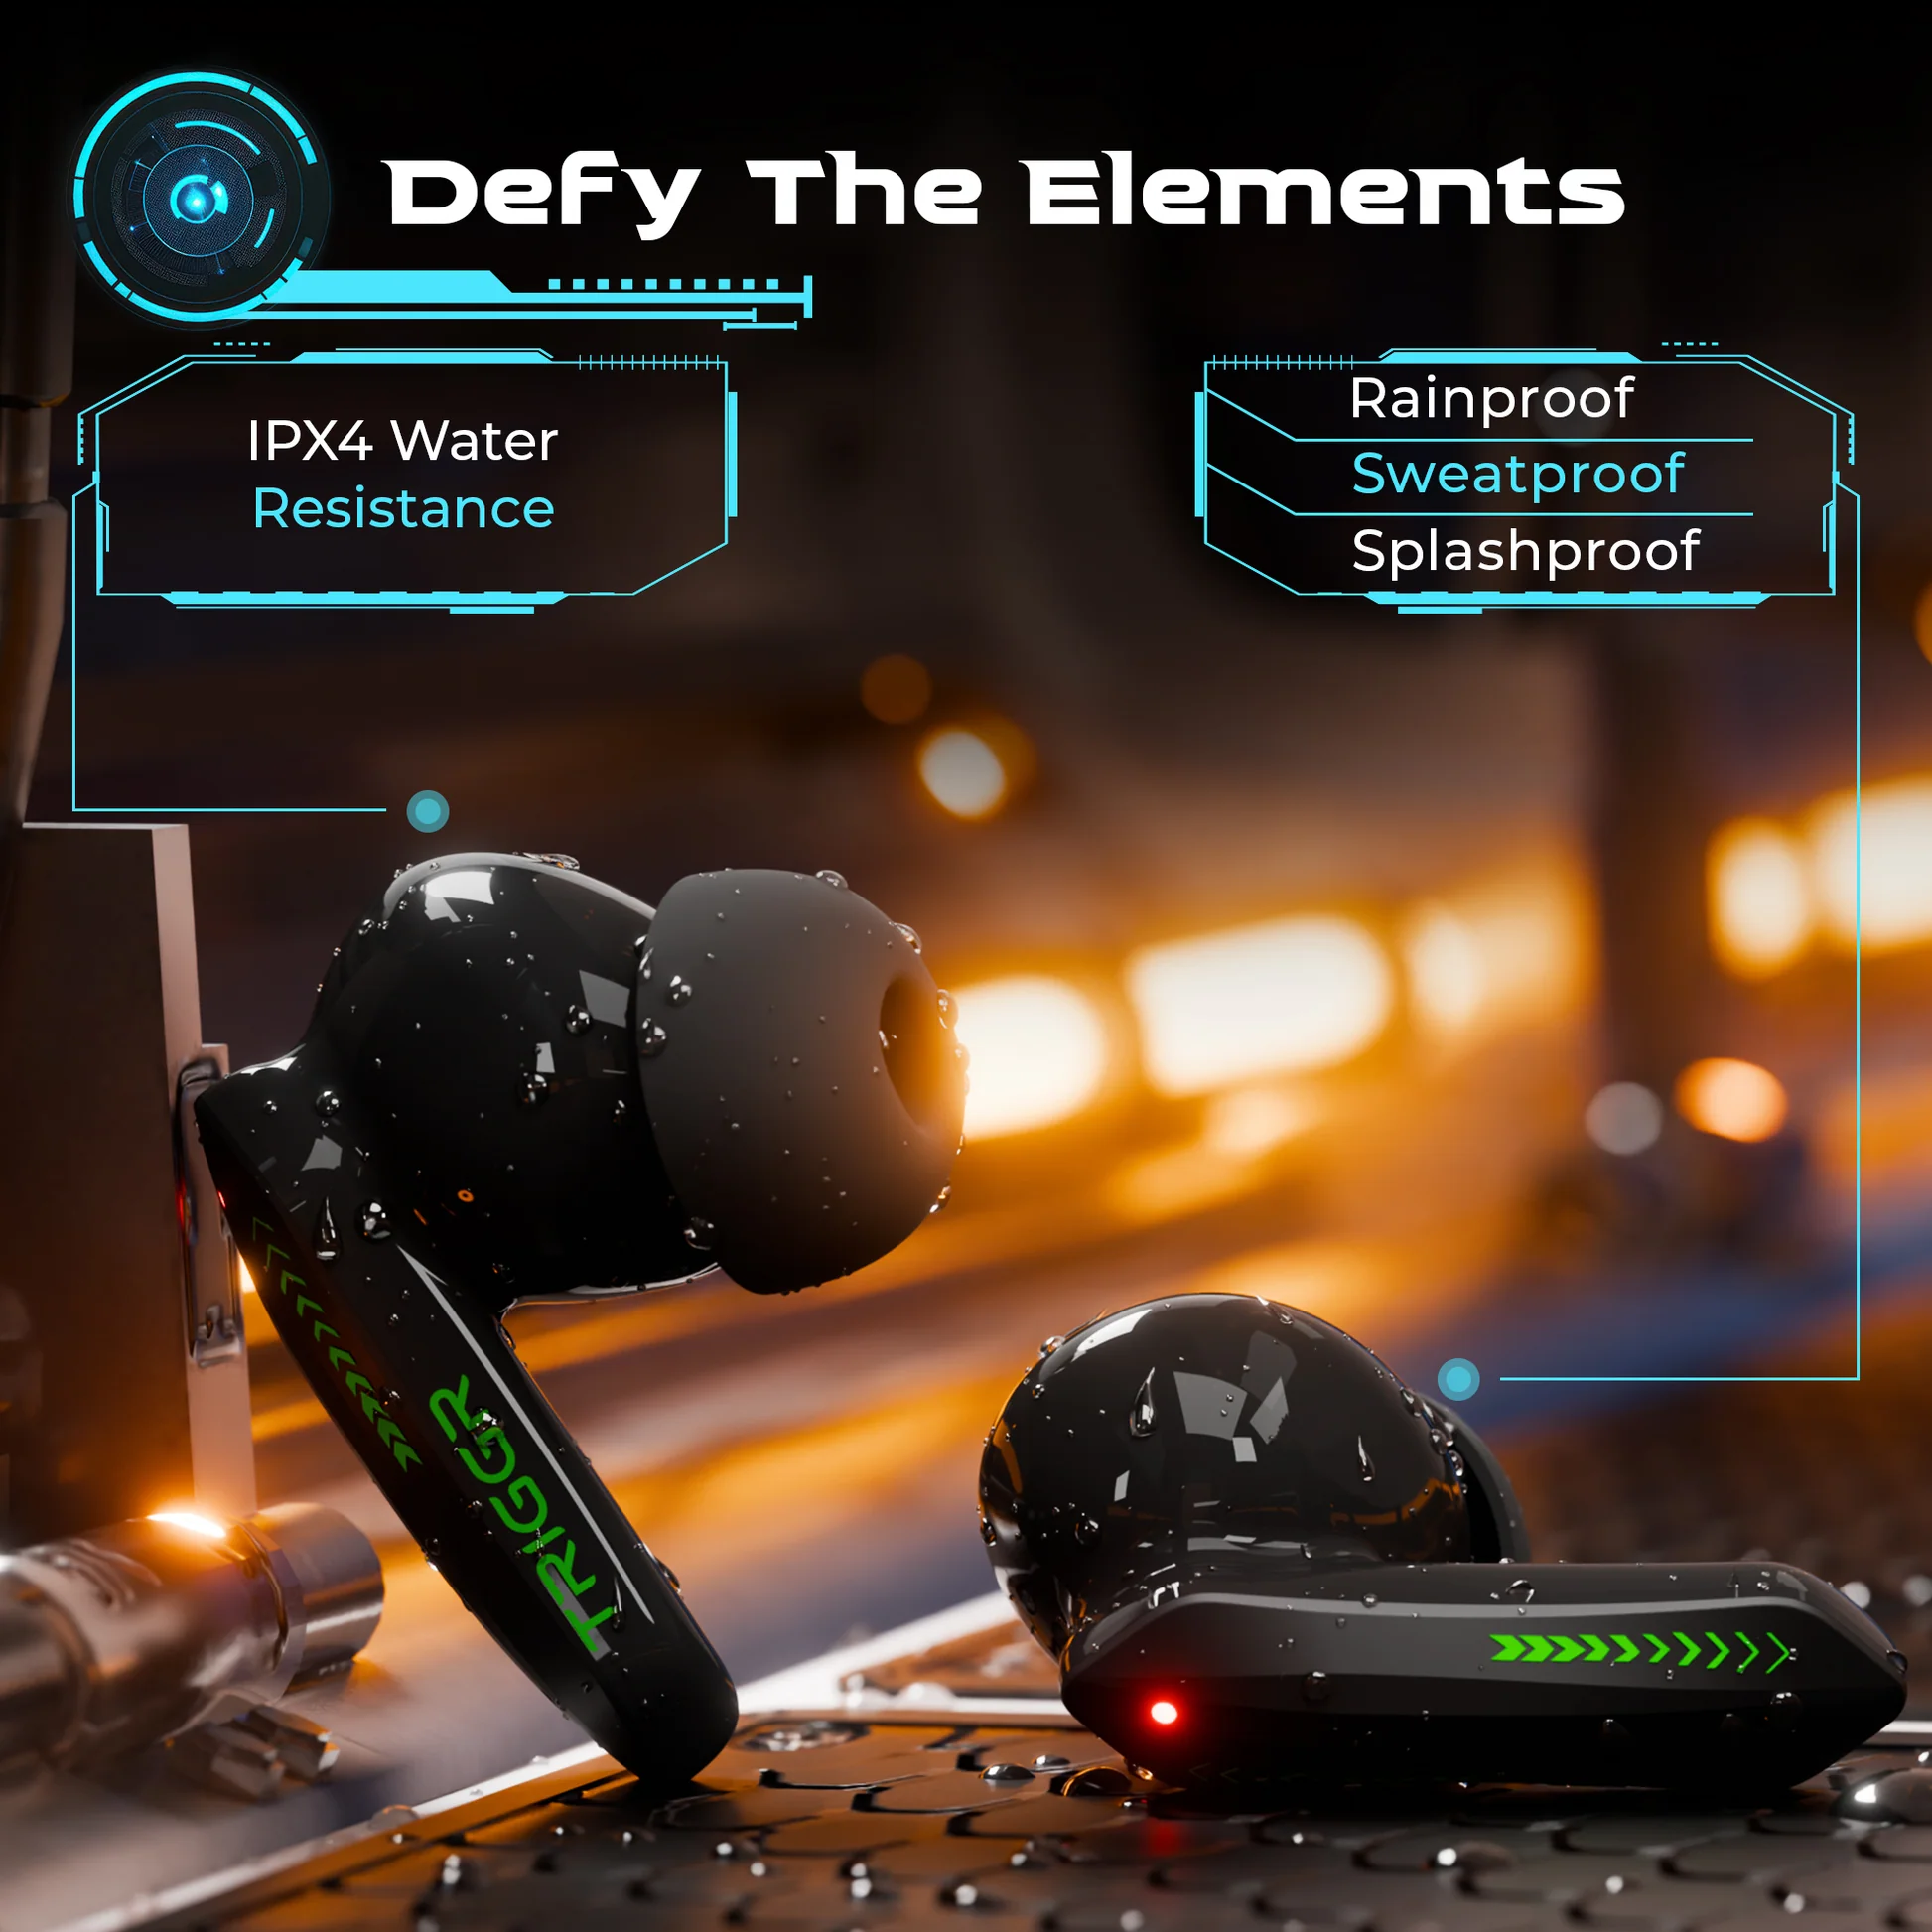 Defy The Elements
IPX4 Water
Resistance
Rainproof
Sweatproof
Splashproof
TRIGGR